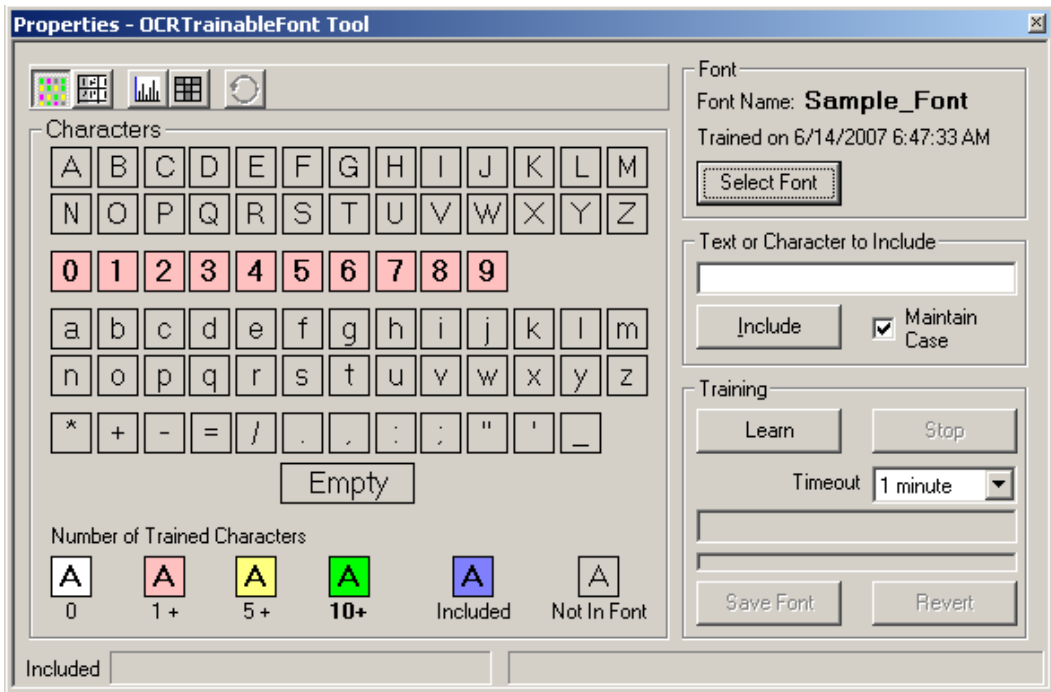 Properties - OCRTrainableFont Tool
Characters
A B C D E F G H I J K L M
N O P Q R S T U V W X Y Z
0 1 2 3 4 5 6 7 8 9
a b c d e f g h i j k l m
n o p q r s t u v w x y z
* + - = / . , : ; " ' _
Empty
Number of Trained Characters
A A A A A A
0 1 + 5 + 10+ Included Not In Font
Font
Font Name: Sample_Font
Trained on 6/14/2007 6:47:33 AM
Select Font
Text or Character to Include
Include
Maintain
Case
Training
Learn Stop
Timeout 1 minute
Save Font Revert
Included